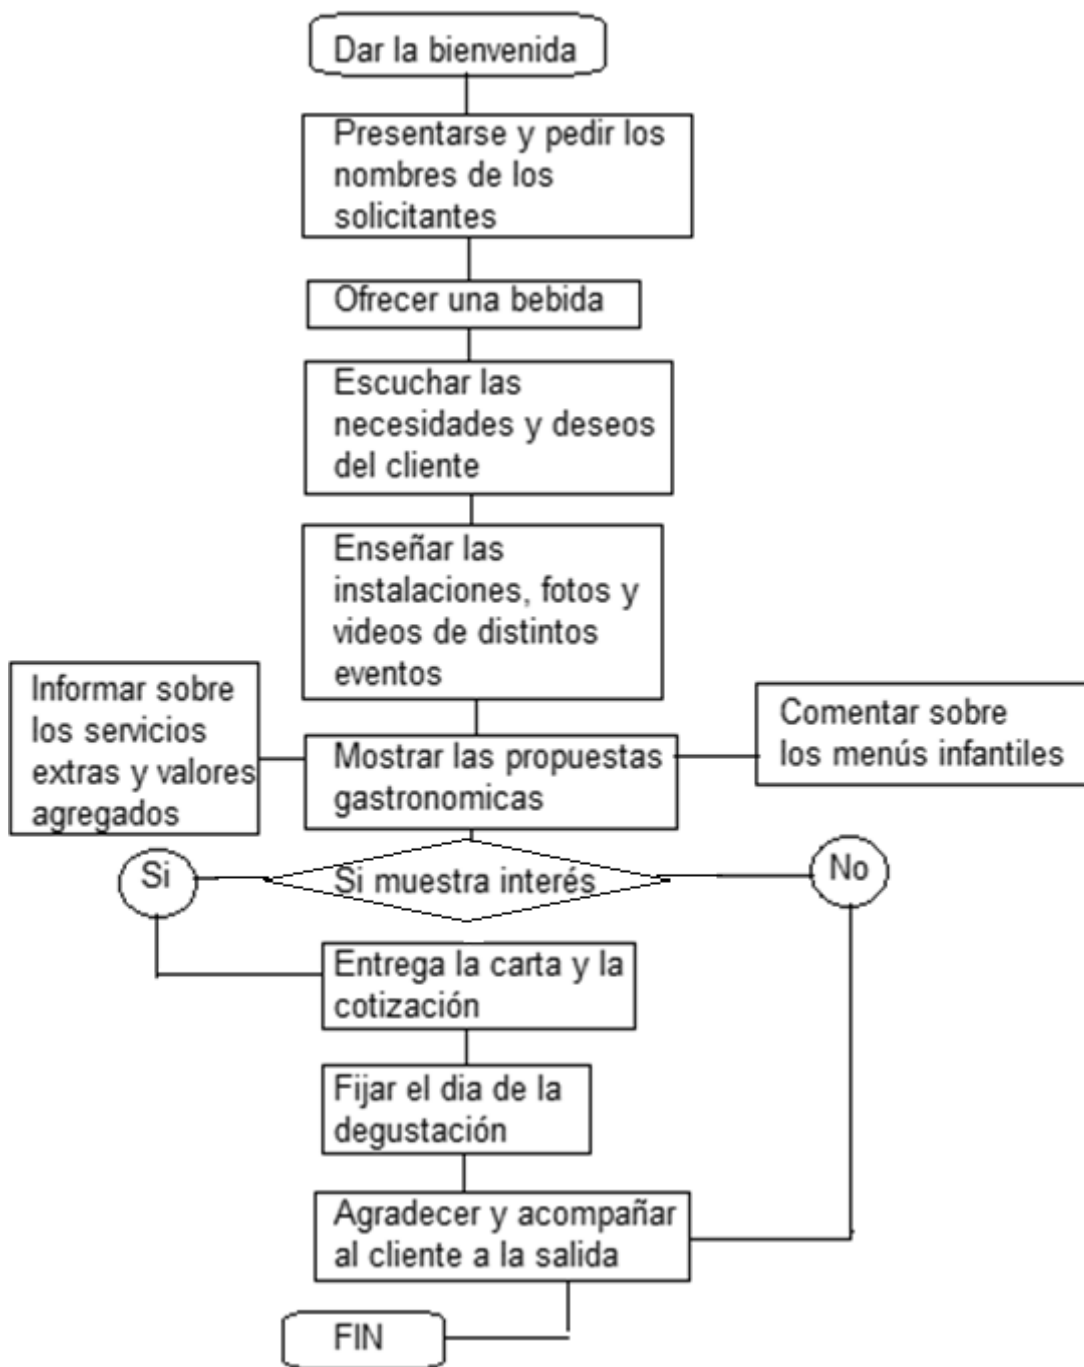 Dar la bienvenida
Presentarse y pedir los
nombres de los
solicitantes
Ofrecer una bebida
Escuchar las
necesidades y deseos
del cliente
Enseñar las
instalaciones, fotos y
videos de distintos
eventos
Informar sobre
los servicios
extras y valores
agregados
Mostrar las propuestas
gastronomicas
Comentar sobre
los menús infantiles
Si
Si muestra interés
No
Entrega la carta y la
cotización
Fijar el dia de la
degustación
Agradecer y acompañar
al cliente a la salida
FIN